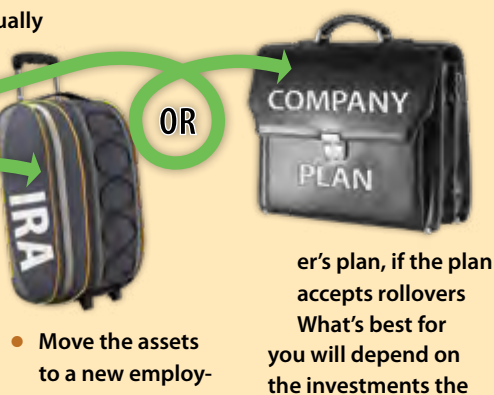 ually
IRA
OR
COMPANY
PLAN
● Move the assets
to a new employ-
er's plan, if the plan
accepts rollovers
What's best for
you will depend on
the investments the